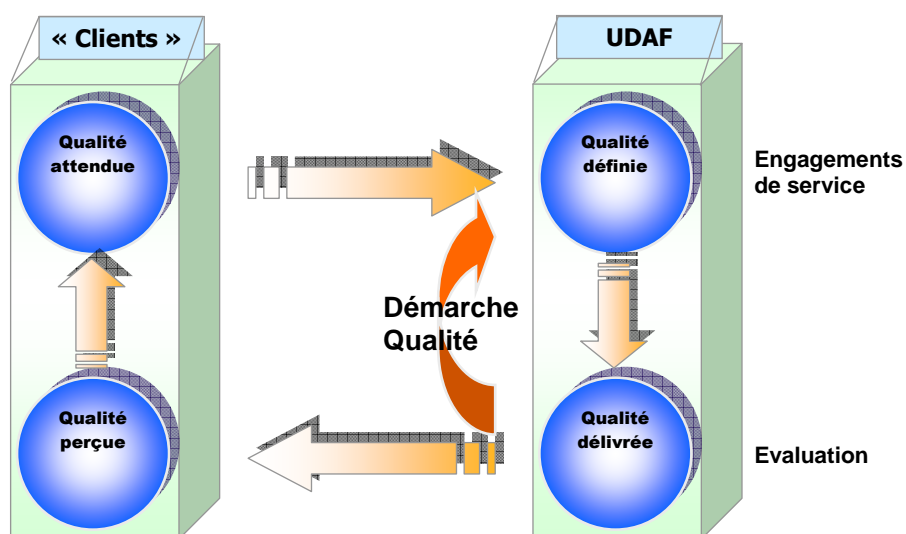 « Clients »
UDAF
Qualité
attendue
Qualité
définie
Engagements
de service
Démarche
Qualité
Qualité
perçue
Qualité
délivrée
Evaluation